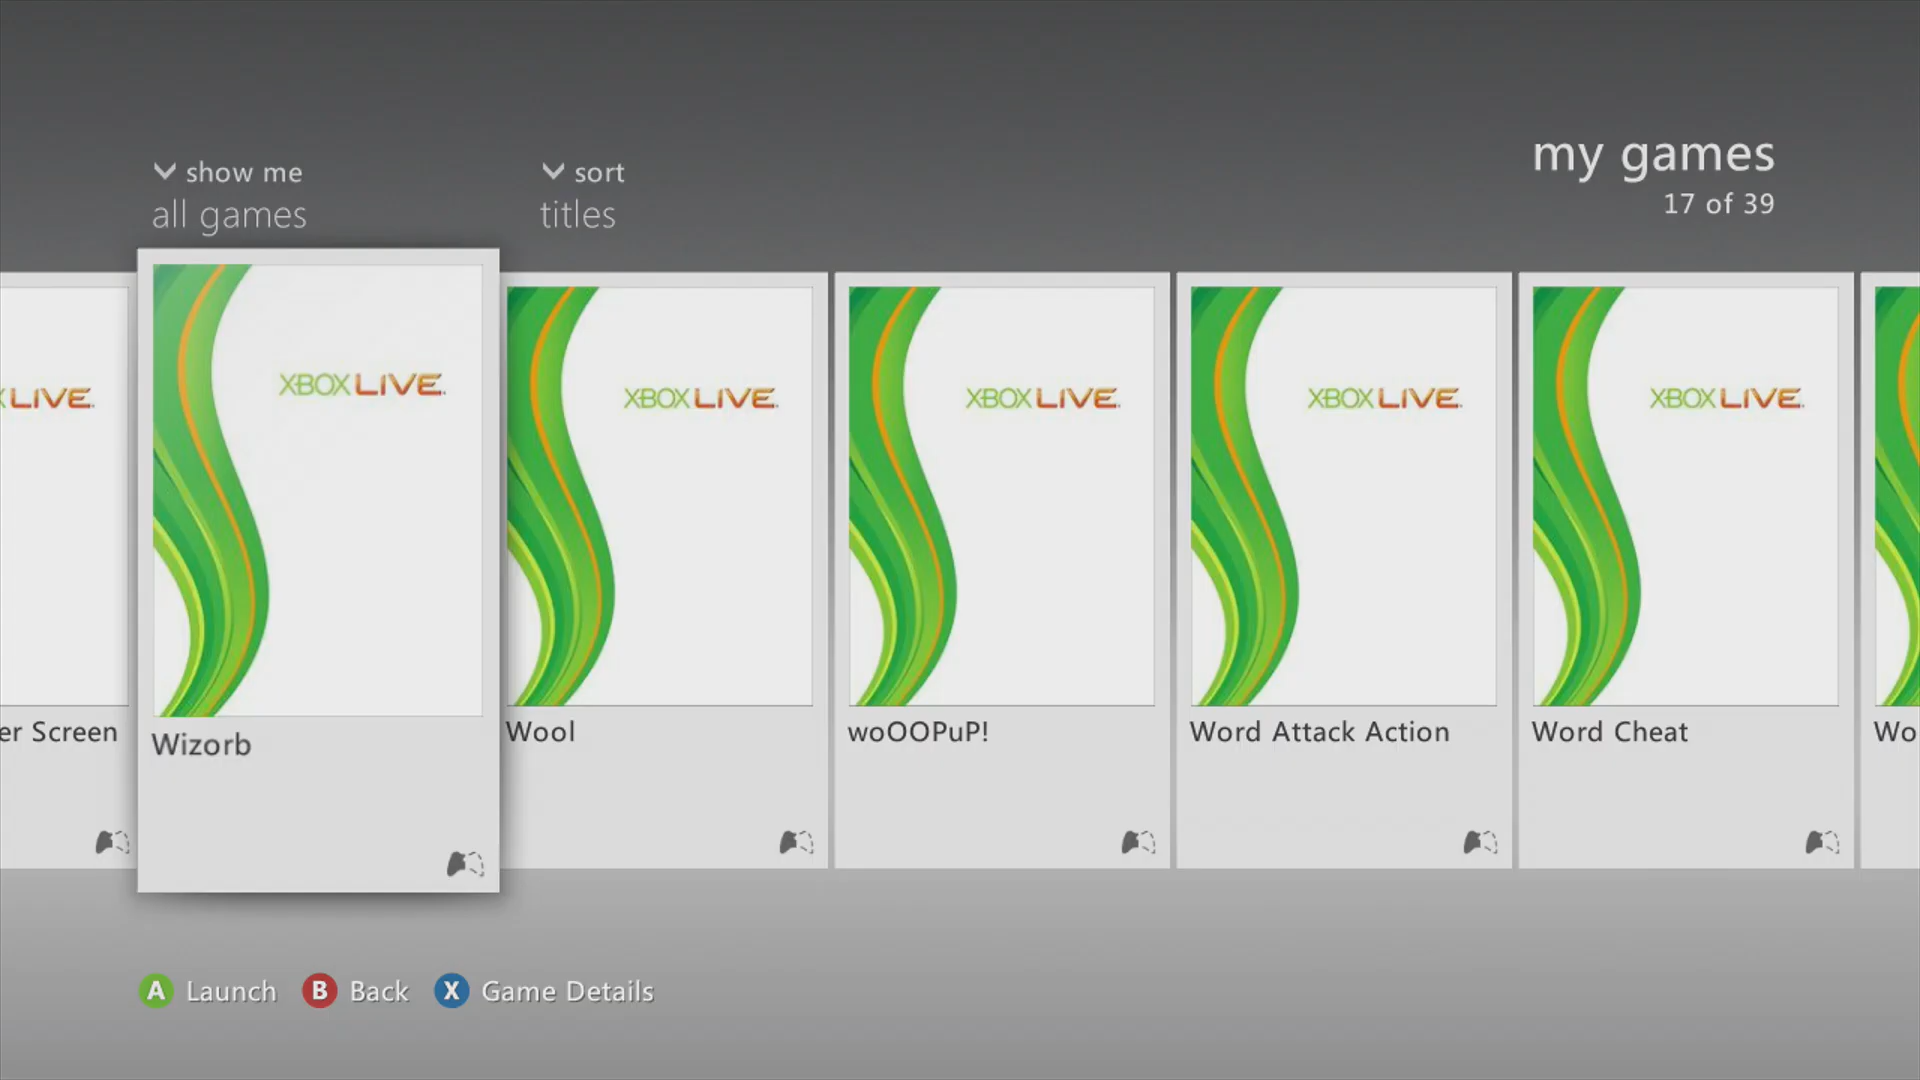 show me
sort
my games
all games
titles
17 of 39
LIVE
XBOX LIVE
XBOX LIVE
XBOX LIVE
XBOX LIVE
XBOX LIVE
er Screen
Wizorb
Wool
woOOPuP!
Word Attack Action
Word Cheat
Wo
A Launch B Back X Game Details